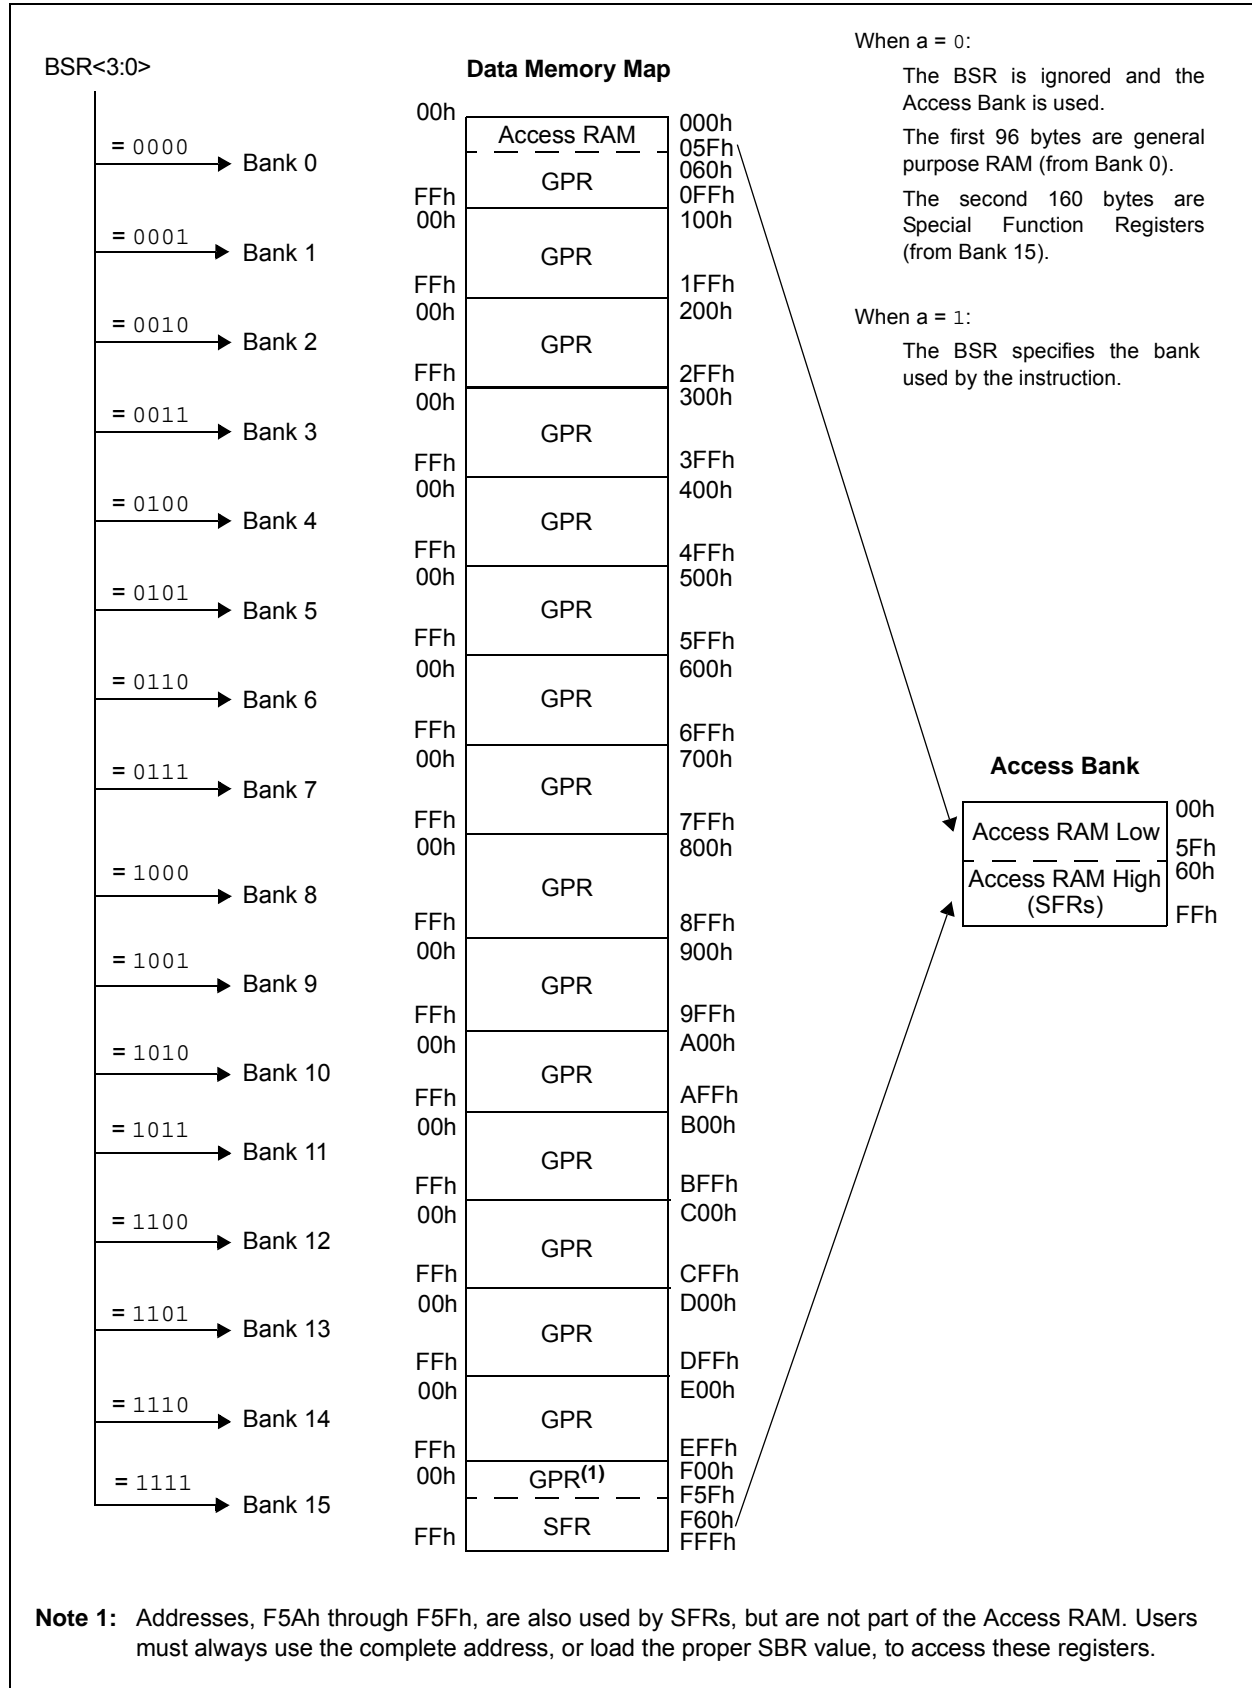 BSR<3:0>
Data Memory Map
When a = 0:
The BSR is ignored and the
Access Bank is used.
The first 96 bytes are general
purpose RAM (from Bank 0).
The second 160 bytes are
Special Function Registers
(from Bank 15).
When a = 1:
The BSR specifies the bank
used by the instruction.
= 0000
Bank 0
00h
Access RAM
000h
05Fh
GPR
060h
FFh
0FFh
= 0001
Bank 1
00h
GPR
100h
FFh
1FFh
= 0010
Bank 2
00h
GPR
200h
FFh
2FFh
= 0011
Bank 3
00h
GPR
300h
FFh
3FFh
= 0100
Bank 4
00h
GPR
400h
FFh
4FFh
= 0101
Bank 5
00h
GPR
500h
FFh
5FFh
= 0110
Bank 6
00h
GPR
600h
FFh
6FFh
= 0111
Bank 7
00h
GPR
700h
FFh
7FFh
= 1000
Bank 8
00h
GPR
800h
FFh
8FFh
= 1001
Bank 9
00h
GPR
900h
FFh
9FFh
= 1010
Bank 10
00h
GPR
A00h
FFh
AFFh
= 1011
Bank 11
00h
GPR
B00h
FFh
BFFh
= 1100
Bank 12
00h
GPR
C00h
FFh
CFFh
= 1101
Bank 13
00h
GPR
D00h
FFh
DFFh
= 1110
Bank 14
00h
GPR
E00h
FFh
EFFh
= 1111
Bank 15
00h
GPR(1)
F00h
F5Fh
SFR
F60h
FFh
FFFh
Access Bank
Access RAM Low
00h
5Fh
Access RAM High
(SFRs)
60h
FFh
Note 1: Addresses, F5Ah through F5Fh, are also used by SFRs, but are not part of the Access RAM. Users
must always use the complete address, or load the proper SBR value, to access these registers.